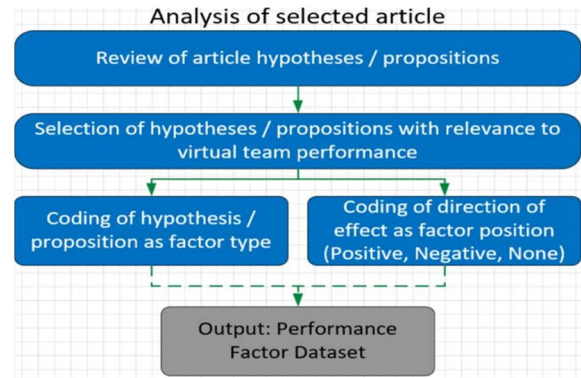 Analysis of selected article
Review of article hypotheses / propositions
Selection of hypotheses / propositions with relevance to
virtual team performance
Coding of hypothesis /
proposition as factor type
Coding of direction of
effect as factor position
(Positive, Negative, None)
Output: Performance
Factor Dataset